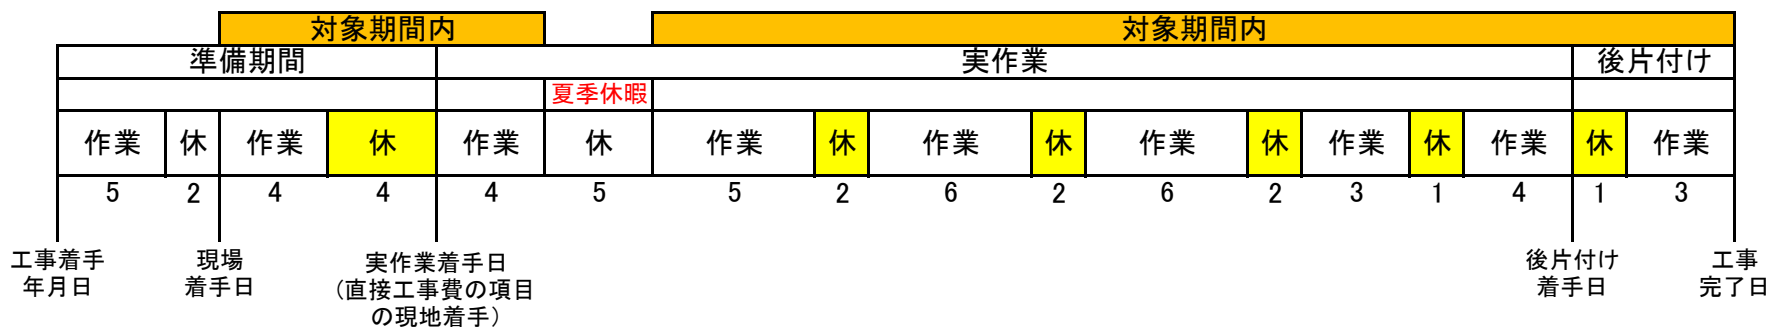 対象期間内 対象期間内
準備期間 実作業 後片付け
夏季休暇
作業 休 作業 休 作業 休 作業 休 作業 休 作業 休 作業 休 作業 休 作業
5 2 4 4 4 5 5 2 6 2 6 2 3 1 4 1 3
工事着手
年月日
現場
着手日
実作業着手日
(直接工事費の項目
の現地着手)
後片付け
着手日
工事
完了日